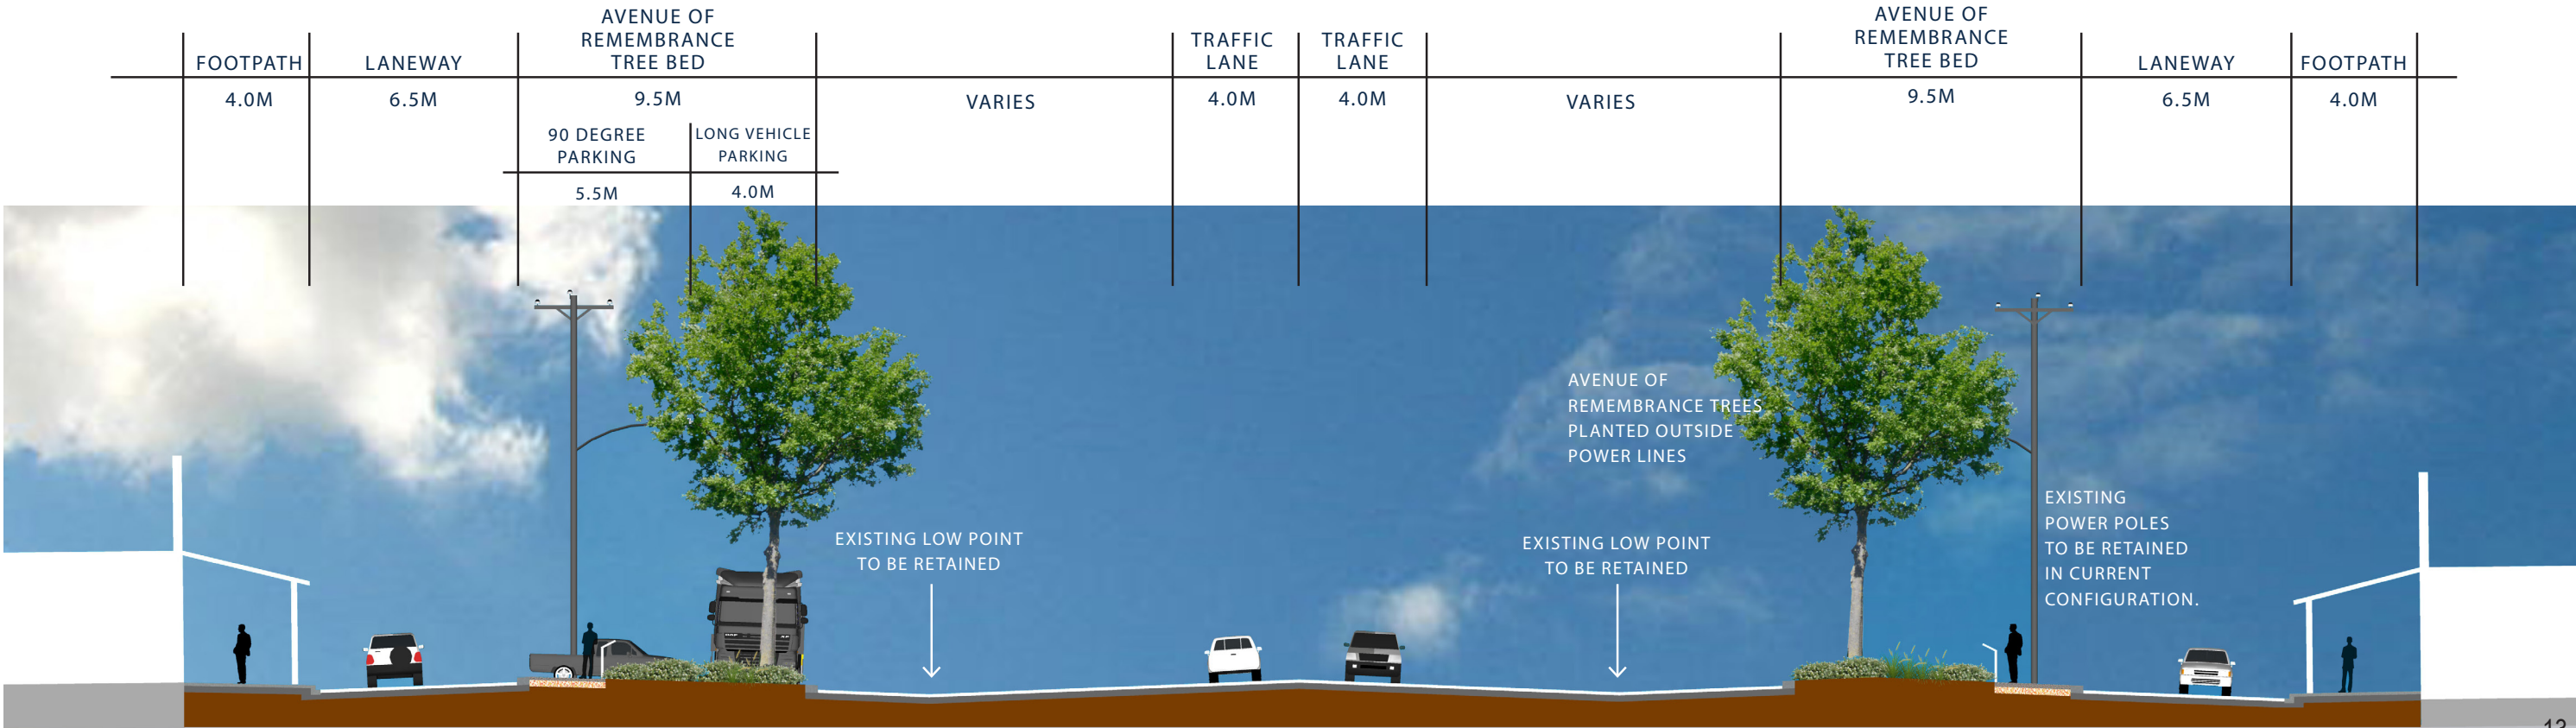 AVENUE OF
REMEMBRANCE
TREE BED
FOOTPATH
LANEWAY
TRAFFIC
LANE
TRAFFIC
LANE
AVENUE OF
REMEMBRANCE
TREE BED
LANEWAY
FOOTPATH
4.0M
6.5M
9.5M
VARIES
4.0M
4.0M
VARIES
9.5M
6.5M
4.0M
90 DEGREE
PARKING
LONG VEHICLE
PARKING
5.5M
4.0M
AVENUE OF
REMEMBRANCE TREES
PLANTED OUTSIDE
POWER LINES
EXISTING LOW POINT
TO BE RETAINED
EXISTING LOW POINT
TO BE RETAINED
EXISTING
POWER POLES
TO BE RETAINED
IN CURRENT
CONFIGURATION.